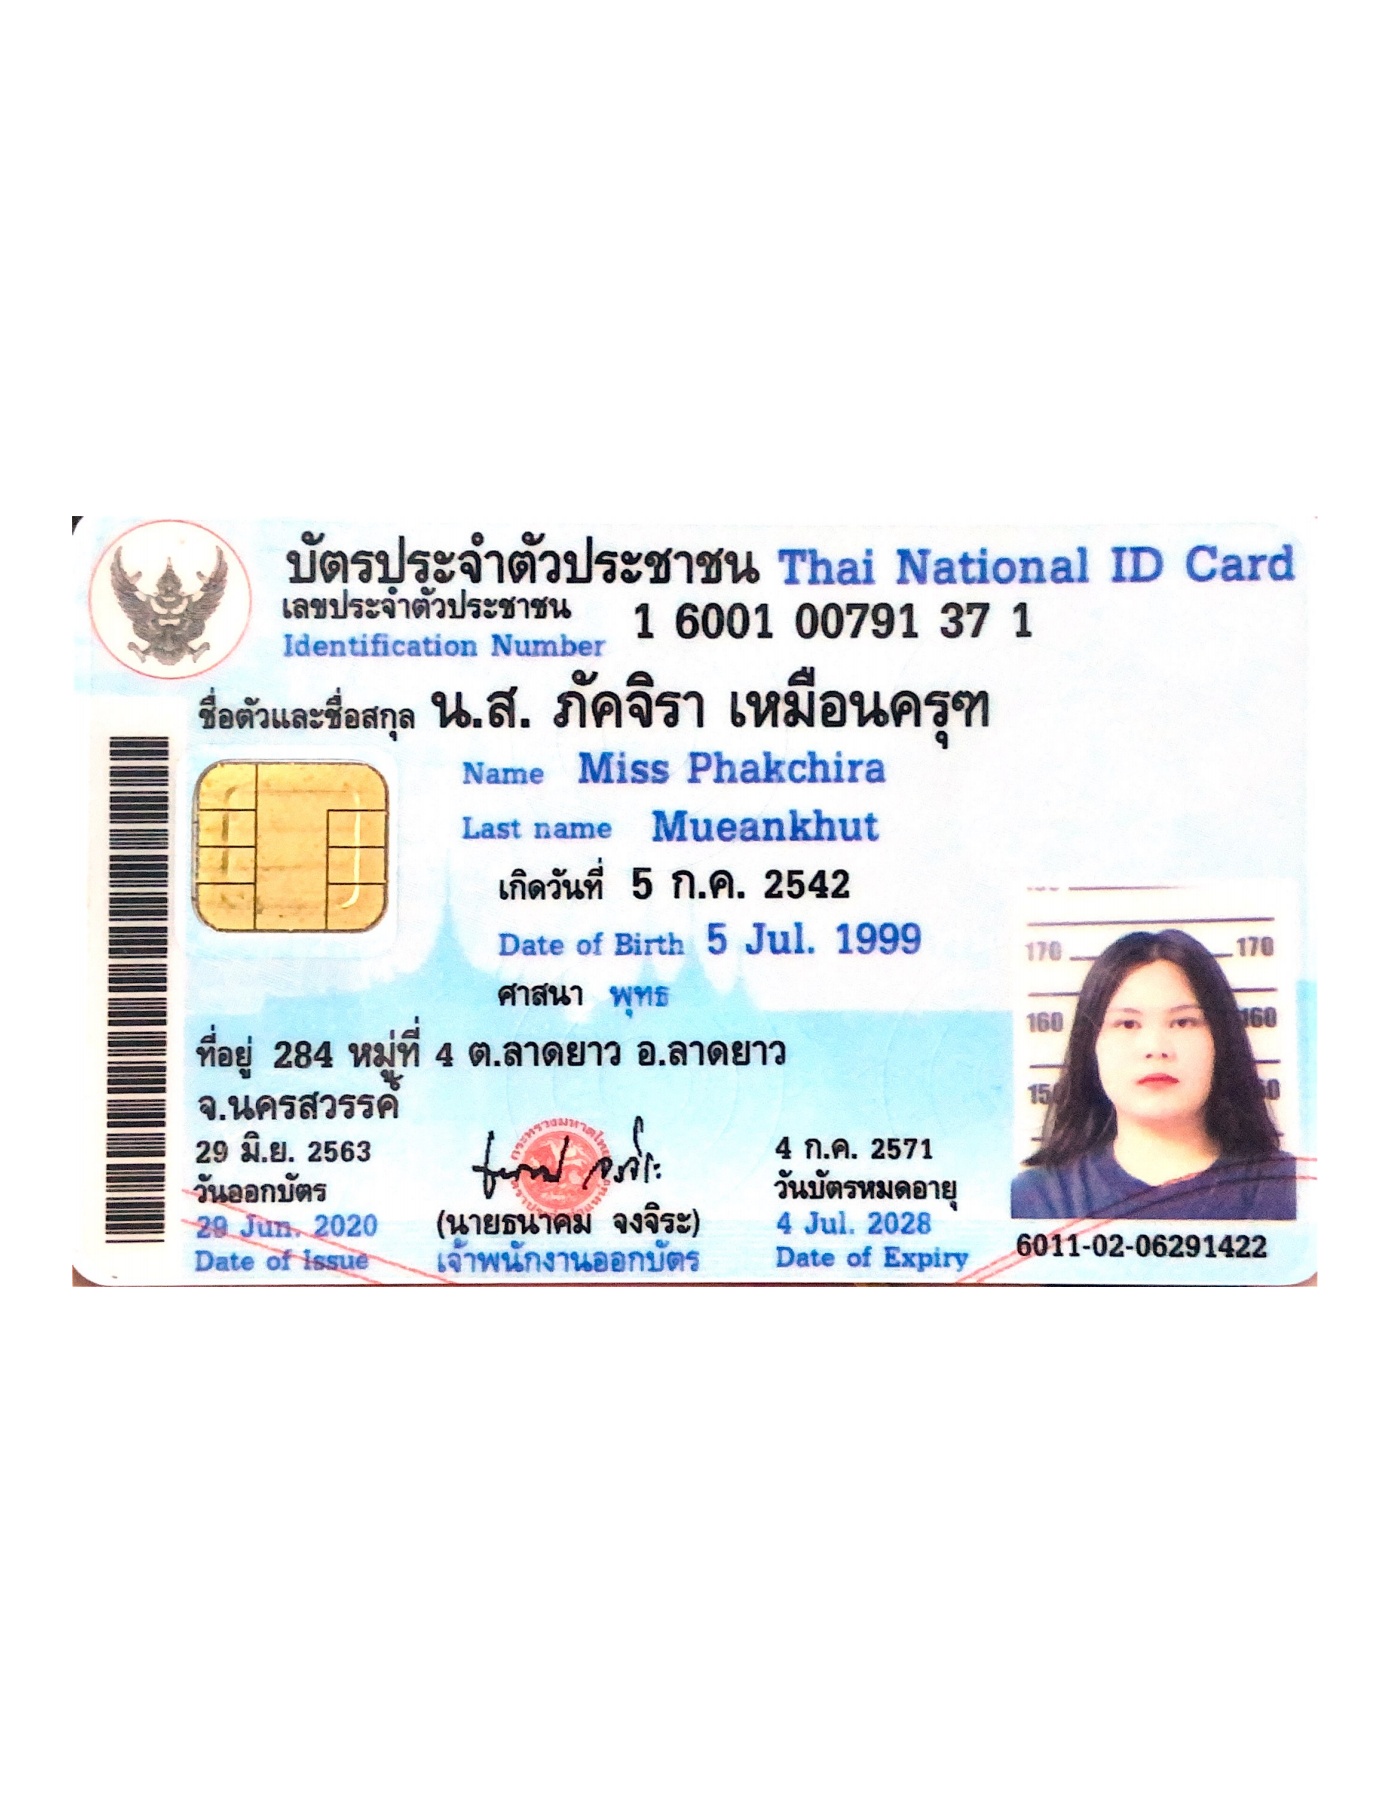 บัตรประจำตัวประชาชน Thai National ID Card
เลขประจำตัวประชาชน
Identification Number 1 6001 00791 37 1
ชื่อตัวและชื่อสกุล น.ส. ภัคจิรา เหมือนครุฑ
Name Miss Phakchira
Last name Mueankhut
เกิดวันที่ 5 ก.ค. 2542
Date of Birth 5 Jul. 1999
ศาสนา พุทธ
ที่อยู่ 284 หมู่ที่ 4 ต.ลาดยาว อ.ลาดยาว
จ.นครสวรรค์
29 มิ.ย. 2563
วันออกบัตร
29 Jun. 2020
Date of Issue
(นายธนาคม จงจิระ)
เจ้าพนักงานออกบัตร
4 ก.ค. 2571
วันบัตรหมดอายุ
4 Jul. 2028
Date of Expiry
170 170
160 160
6011-02-06291422